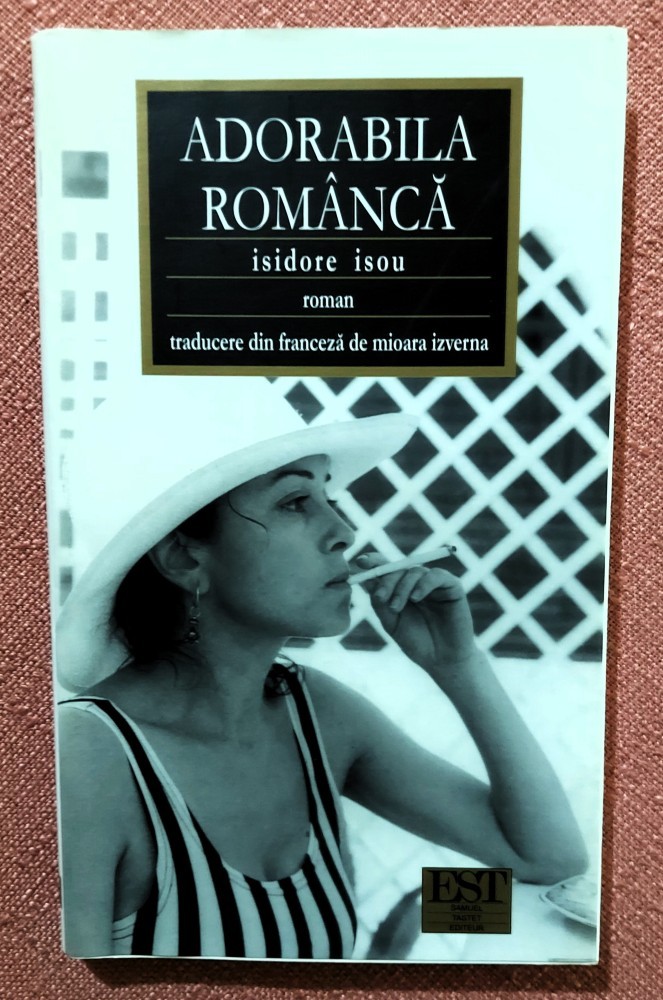 ADORABILA
ROMÂNCĂ
isidore isou
roman
traducere din franceză de mioara izverna
EST
SAMUEL
TASTET
EDITEUR